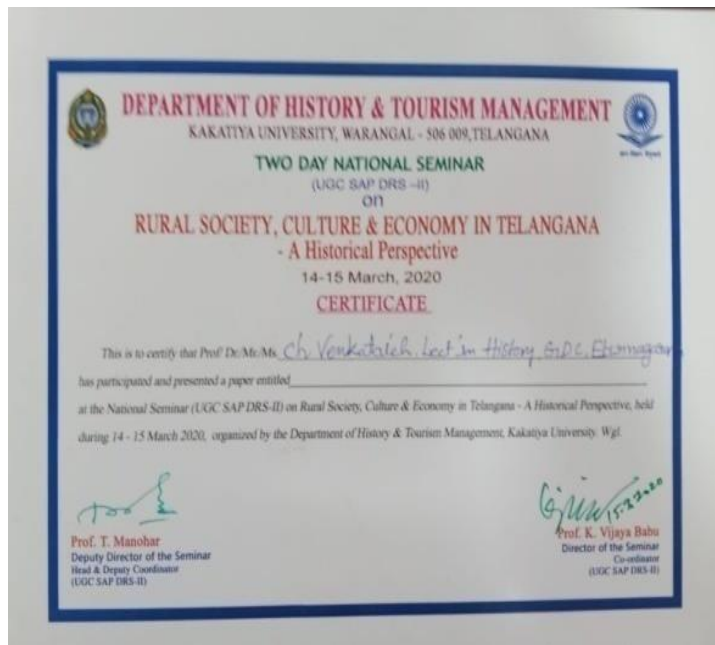 DEPARTMENT OF HISTORY & TOURISM MANAGEMENT
KAKATIYA UNIVERSITY, WARANGAL - 506 009, TELANGANA
TWO DAY NATIONAL SEMINAR
(UGC SAP DRS -II)
on
RURAL SOCIETY, CULTURE & ECONOMY IN TELANGANA
- A Historical Perspective
14-15 March, 2020
CERTIFICATE
This is to certify that Prof/ Dr./Mr./Ms. Ch. Venkataiah. Lect in History, G.D.C,
has participated and presented a paper entitled
at the National Seminar (UGC SAP DRS-II) on Rural Society, Culture & Economy in Telangana - A Historical Perspective, held
during 14 - 15 March 2020, organized by the Department of History & Tourism Management, Kakatiya University. Wgl.
15.3.2020
Prof. T. Manohar
Deputy Director of the Seminar
Head & Deputy Coordinator
(UGC SAP DRS-II)
Prof. K. Vijaya Babu
Director of the Seminar
Co-ordinator
(UGC SAP DRS-II)